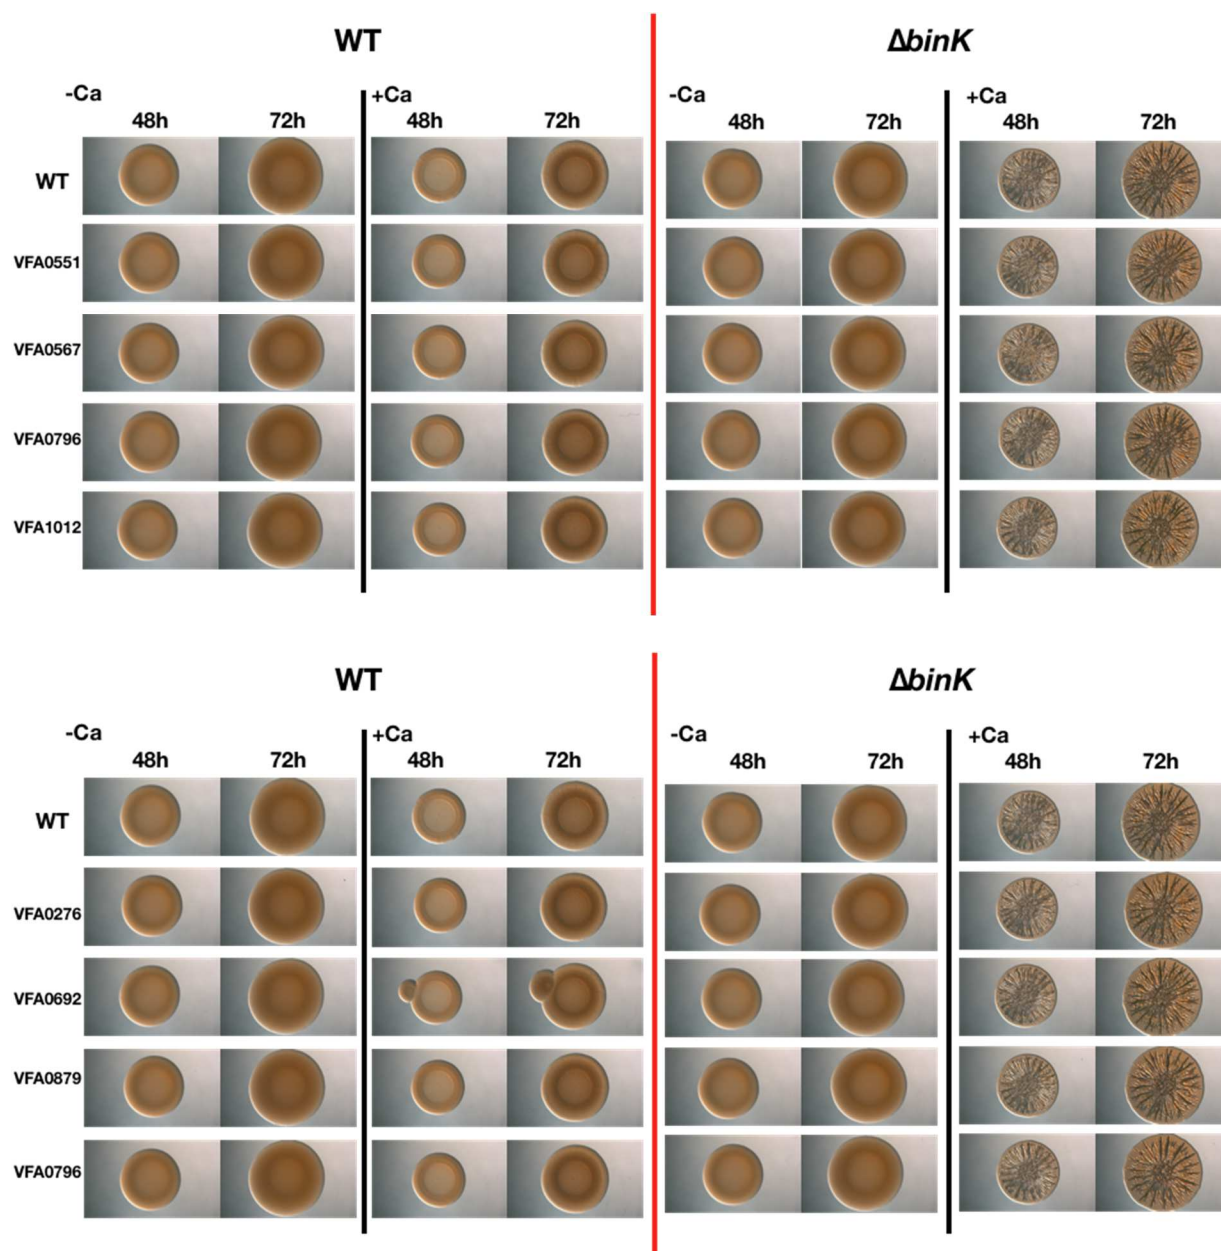 WT ΔbinK
-Ca +Ca -Ca +Ca
48h 72h 48h 72h 48h 72h 48h 72h
WT
VFA0551
VFA0567
VFA0796
VFA1012
WT ΔbinK
-Ca +Ca -Ca +Ca
48h 72h 48h 72h 48h 72h 48h 72h
WT
VFA0276
VFA0692
VFA0879
VFA0796